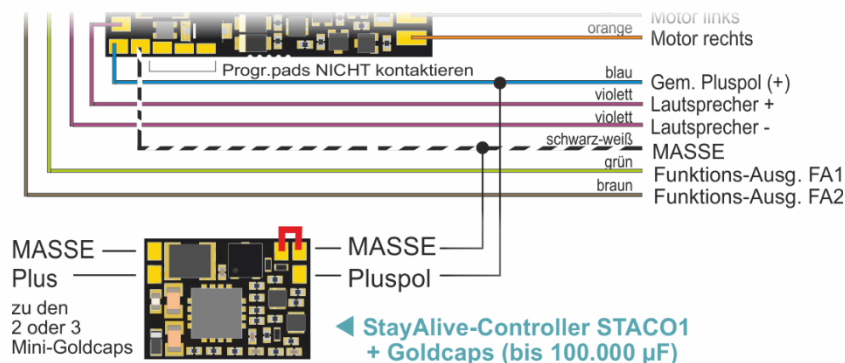 Motor links
orange
Motor rechts
Progr.pads NICHT kontaktieren
blau
Gem. Pluspol (+)
violett
Lautsprecher +
violett
Lautsprecher -
schwarz-weiß
MASSE
grün
Funktions-Ausg. FA1
braun
Funktions-Ausg. FA2
MASSE
MASSE
Plus
Pluspol
zu den
2 oder 3
Mini-Goldcaps
StayAlive-Controller STACO1
+ Goldcaps (bis 100.000 µF)